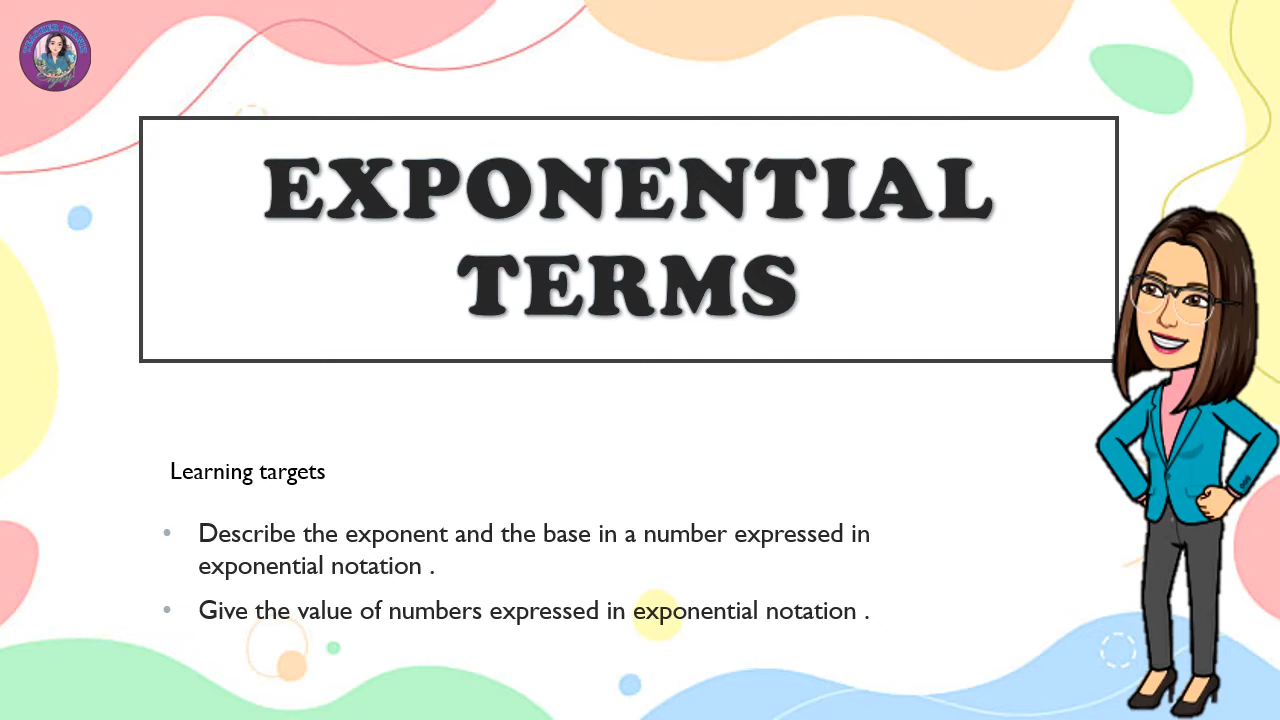 EXPONENTIAL
TERMS
Learning targets
• Describe the exponent and the base in a number expressed in
exponential notation .
• Give the value of numbers expressed in exponential notation .